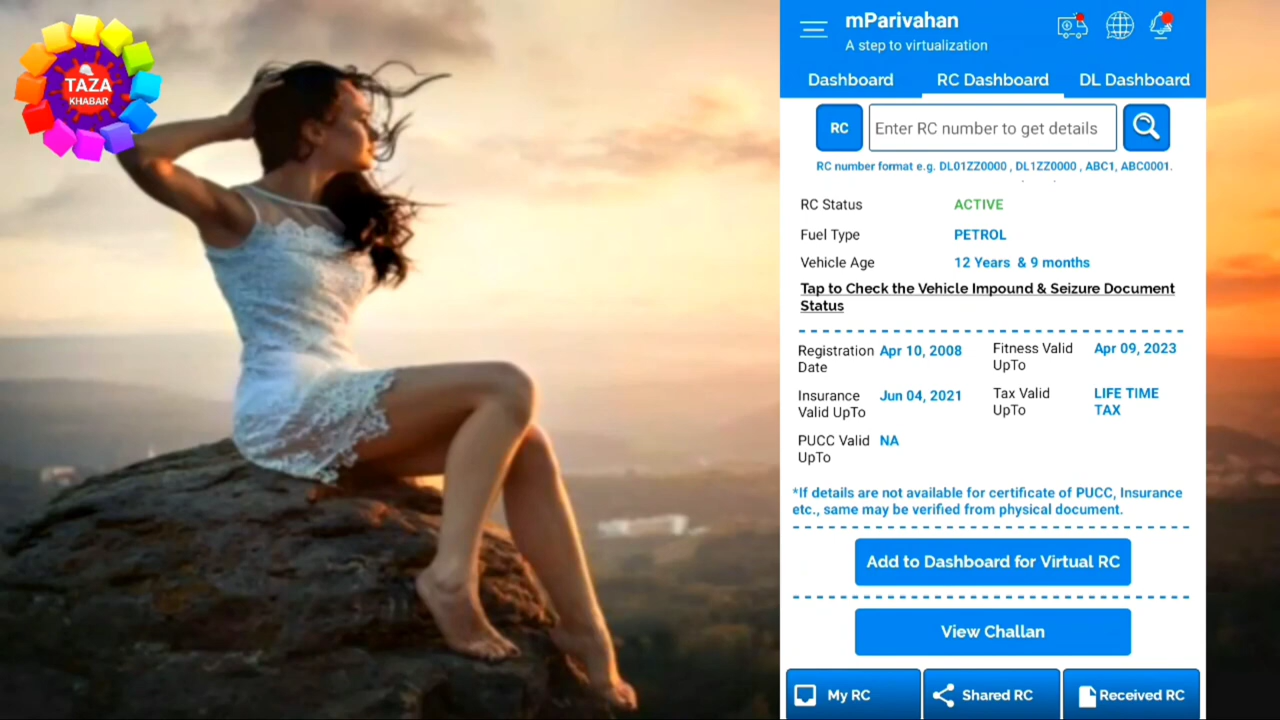 TAZA
KHABAR
mParivahan
A step to virtualization
Dashboard RC Dashboard DL Dashboard
RC Enter RC number to get details
RC number format e.g. DL01ZZ0000 , DL1ZZ0000 , ABC1, ABC0001.
RC Status ACTIVE
Fuel Type PETROL
Vehicle Age 12 Years & 9 months
Tap to Check the Vehicle Impound & Seizure Document
Status
Registration Date Apr 10, 2008 Fitness Valid UpTo Apr 09, 2023
Insurance Valid UpTo Jun 04, 2021 Tax Valid UpTo LIFE TIME TAX
PUCC Valid UpTo NA
*If details are not available for certificate of PUCC, Insurance
etc., same may be verified from physical document.
Add to Dashboard for Virtual RC
View Challan
My RC Shared RC Received RC